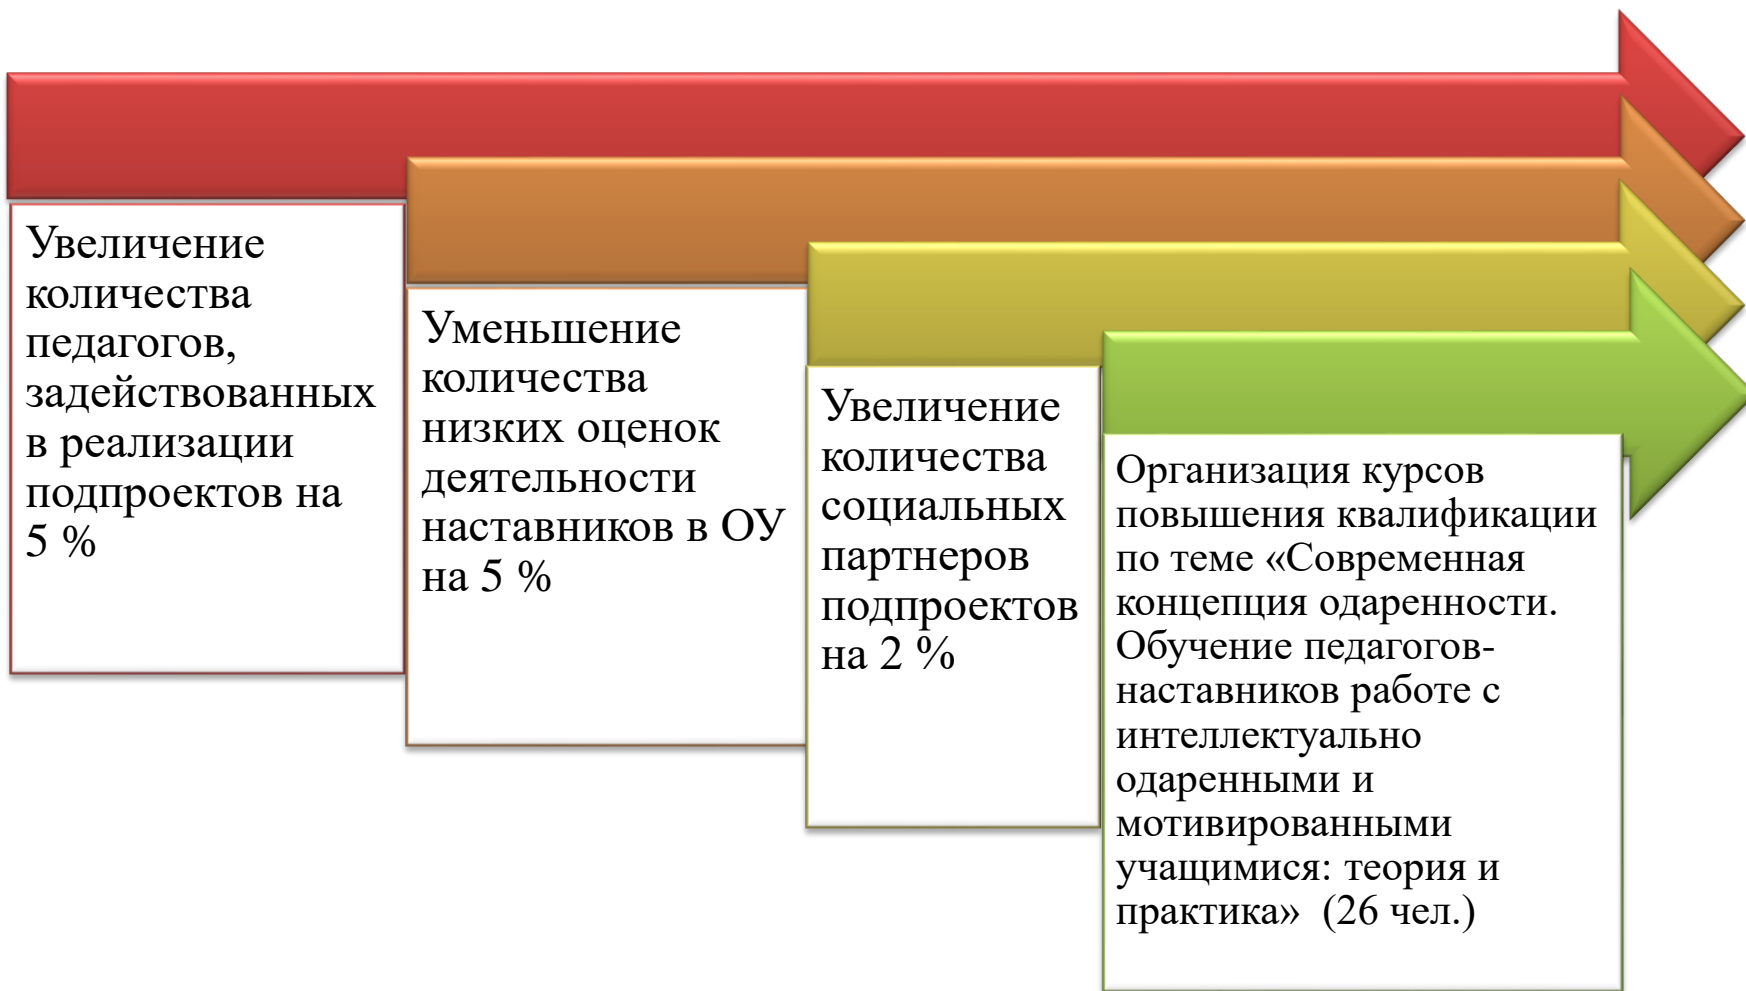 Увеличение
количества
педагогов,
задействованных
в реализации
подпроектов на
5 %
Уменьшение
количества
низких оценок
деятельности
наставников в ОУ
на 5 %
Увеличение
количества
социальных
партнеров
подпроектов
на 2 %
Организация курсов
повышения квалификации
по теме «Современная
концепция одаренности.
Обучение педагогов-
наставников работе с
интеллектуально
одаренными и
мотивированными
учащимися: теория и
практика» (26 чел.)